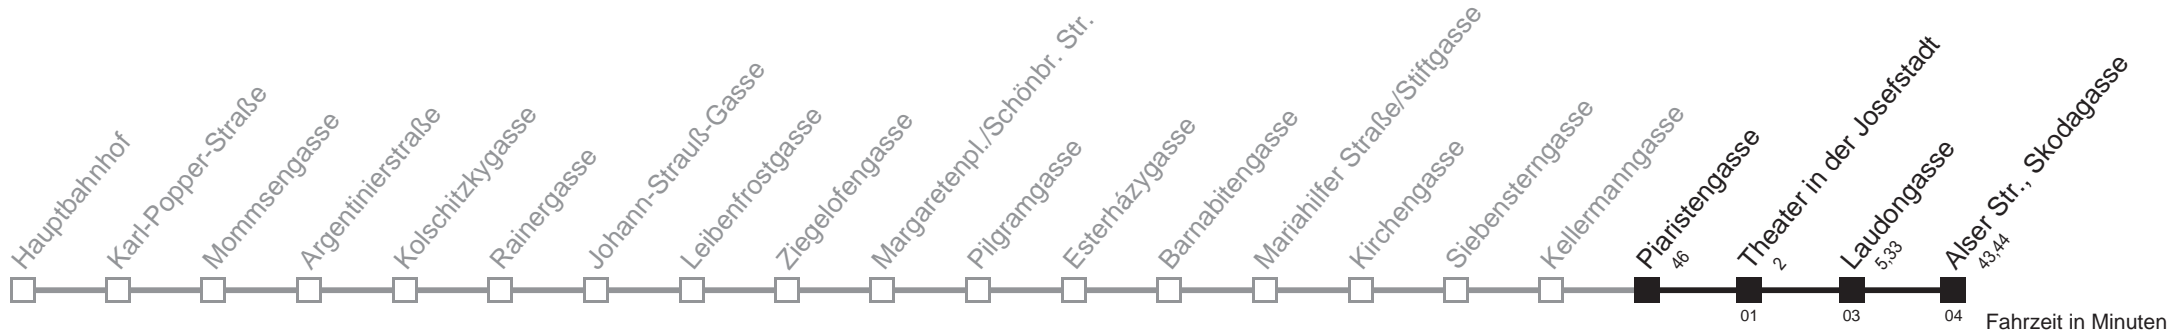 Hauptbahnhof
Karl-Popper-Straße
Mommsengasse
Argentinierstraße
Kolschitzkygasse
Rainergasse
Johann-Strauß-Gasse
Leibenfrostgasse
Ziegelofengasse
Margaretenpl./Schönbr. Str.
Pilgramgasse
Esterházygasse
Barnabitengasse
Mariahilfer Straße/Stiftgasse
Kirchengasse
Siebensterngasse
Kellermanngasse
Piaristengasse
46
Theater in der Josefstadt
2
Laudongasse
5,33
Alser Str., Skodagasse
43,44
01
03
04
Fahrzeit in Minuten